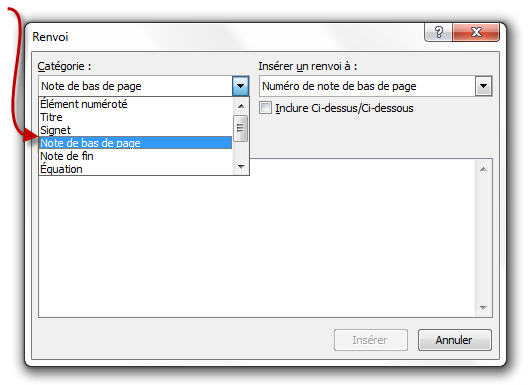 Renvoi
Catégorie :
Insérer un renvoi à :
Note de bas de page
Numéro de note de bas de page
Élément numéroté
Titre
Signet
Note de bas de page
Note de fin
Équation
Inclure Ci-dessus/Ci-dessous
Insérer
Annuler